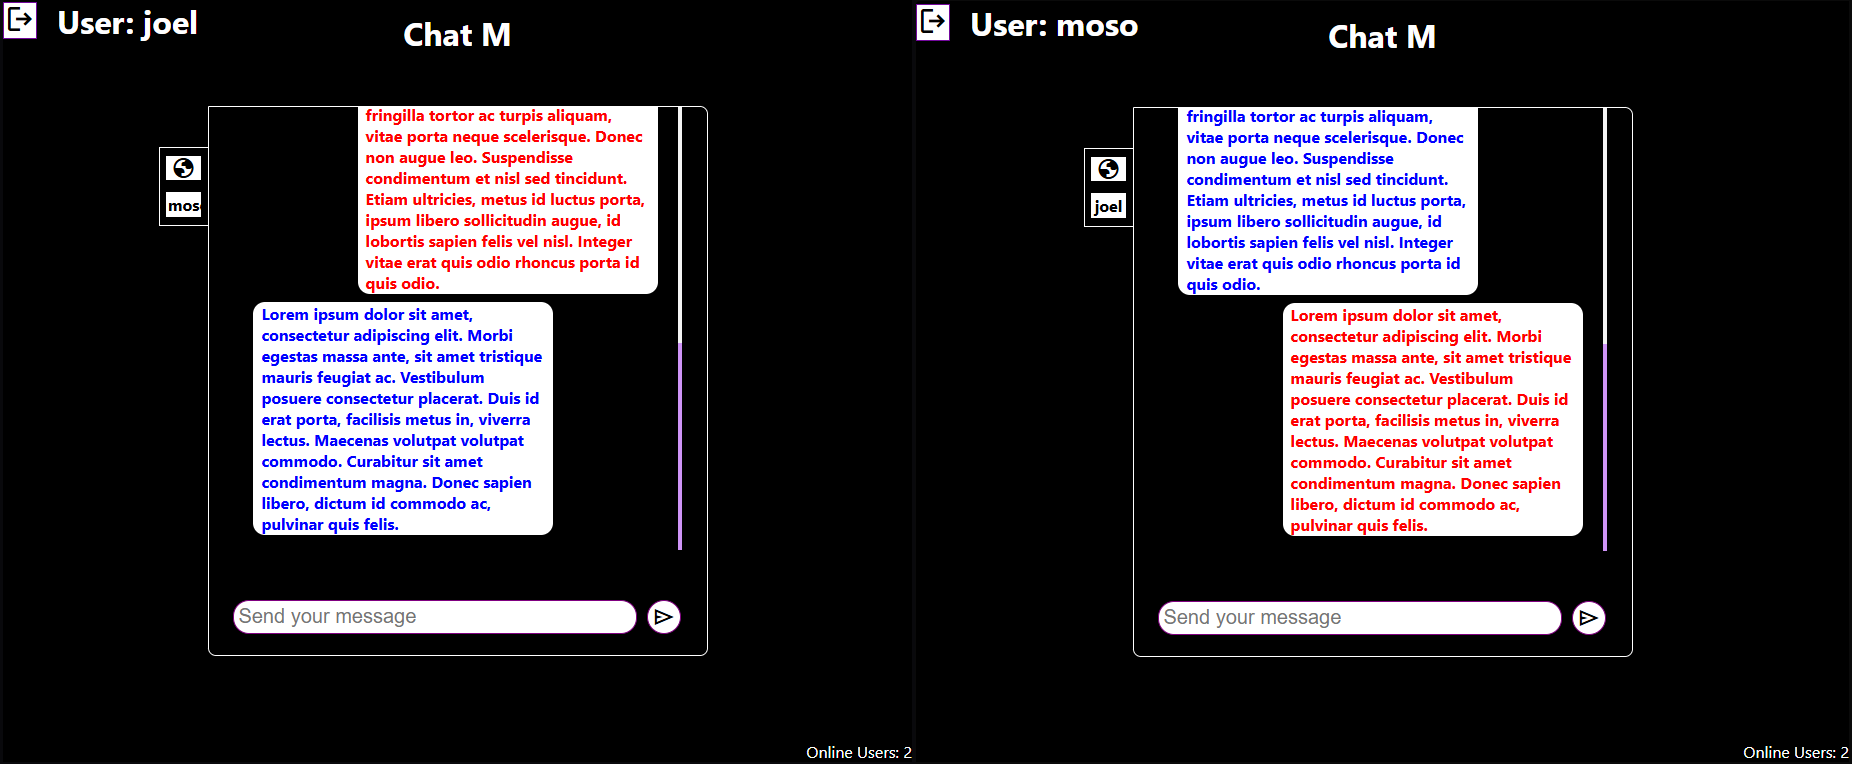 User: joel
Chat M
fringilla tortor ac turpis aliquam,
vitae porta neque scelerisque. Donec
non augue leo. Suspendisse
condimentum et nisl sed tincidunt.
Etiam ultricies, metus id luctus porta,
ipsum libero sollicitudin augue, id
lobortis sapien felis vel nisl. Integer
vitae erat quis odio rhoncus porta id
quis odio.
mos
Lorem ipsum dolor sit amet,
consectetur adipiscing elit. Morbi
egestas massa ante, sit amet tristique
mauris feugiat ac. Vestibulum
posuere consectetur placerat. Duis id
erat porta, facilisis metus in, viverra
lectus. Maecenas volutpat volutpat
commodo. Curabitur sit amet
condimentum magna. Donec sapien
libero, dictum id commodo ac,
pulvinar quis felis.
Send your message
Online Users: 2
User: moso
Chat M
fringilla tortor ac turpis aliquam,
vitae porta neque scelerisque. Donec
non augue leo. Suspendisse
condimentum et nisl sed tincidunt.
Etiam ultricies, metus id luctus porta,
ipsum libero sollicitudin augue, id
lobortis sapien felis vel nisl. Integer
vitae erat quis odio rhoncus porta id
quis odio.
joel
Lorem ipsum dolor sit amet,
consectetur adipiscing elit. Morbi
egestas massa ante, sit amet tristique
mauris feugiat ac. Vestibulum
posuere consectetur placerat. Duis id
erat porta, facilisis metus in, viverra
lectus. Maecenas volutpat volutpat
commodo. Curabitur sit amet
condimentum magna. Donec sapien
libero, dictum id commodo ac,
pulvinar quis felis.
Send your message
Online Users: 2